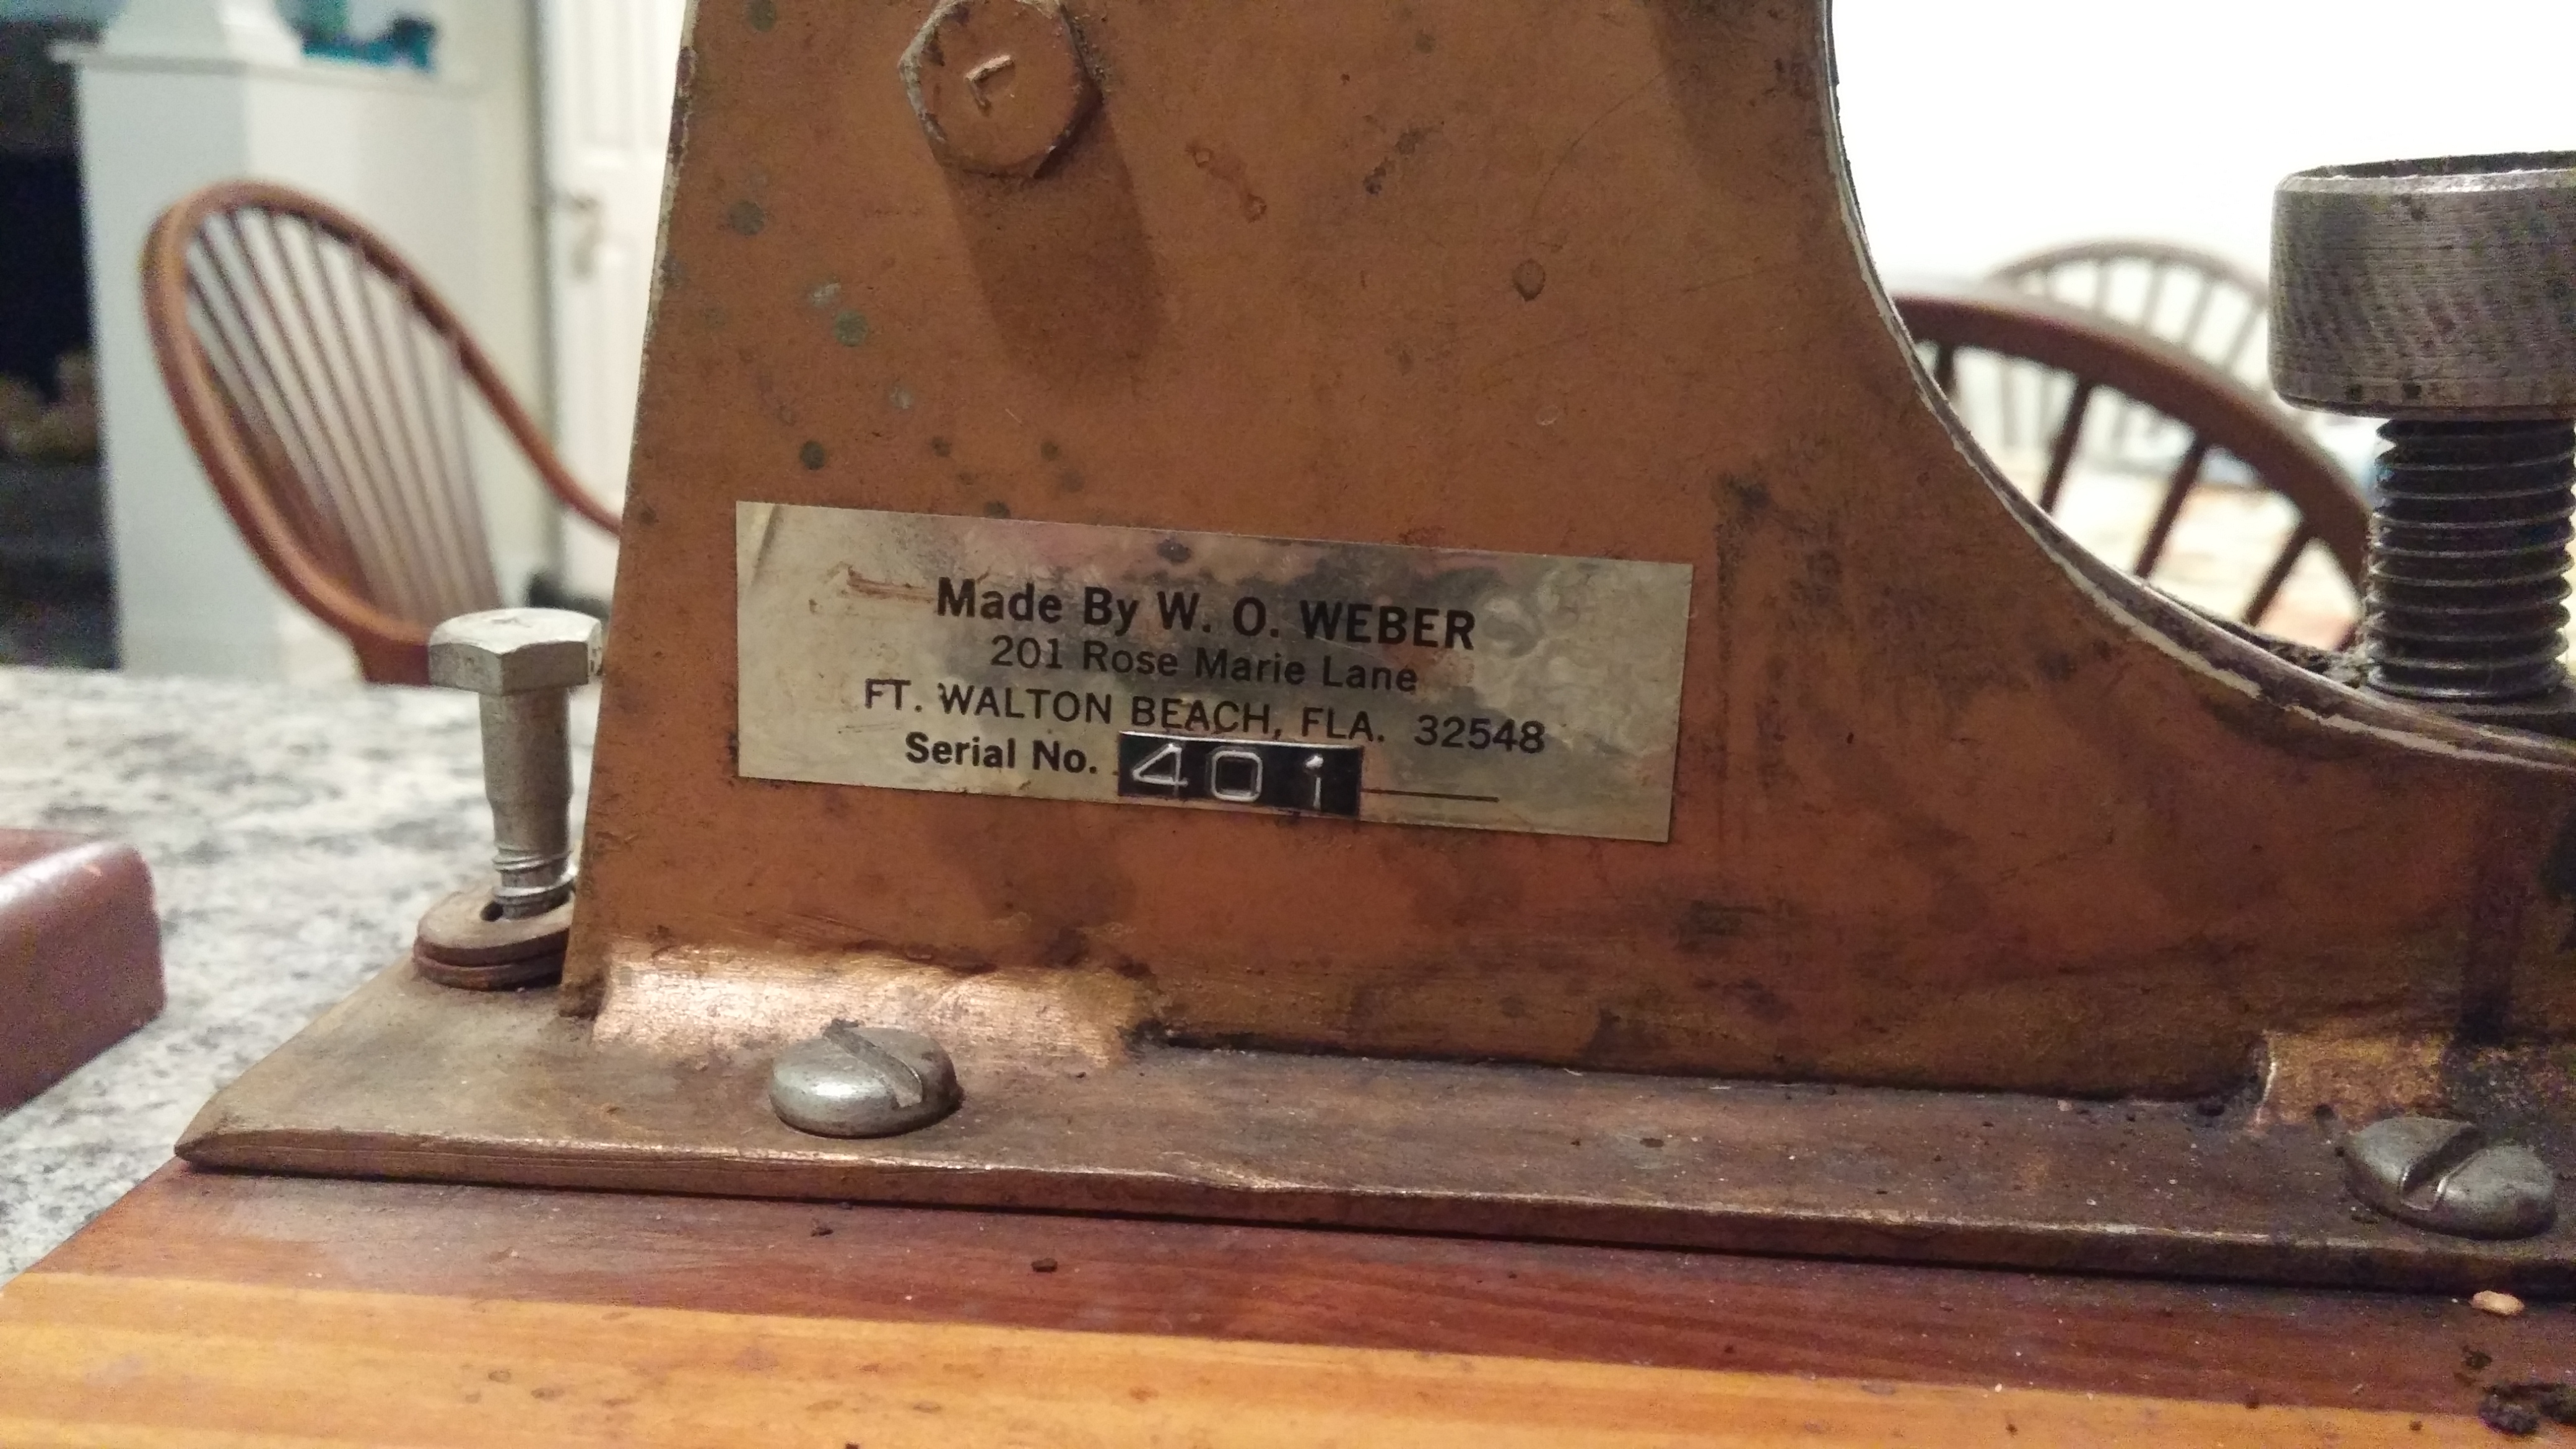 L
Made By W. O. WEBER
201 Rose Marie Lane
FT. WALTON BEACH, FLA. 32548
Serial No. 401